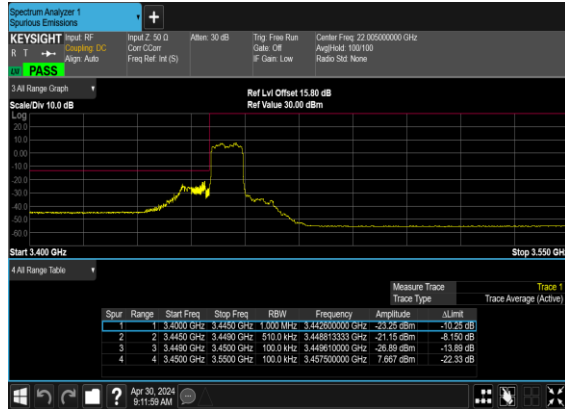 Spectrum Analyzer 1
Spurious Emissions
+
KEYSIGHT Input: RF Input Z: 50 Ω Atten: 30 dB Trig: Free Run Center Freq: 22.005000000 GHz
R T Coupling: DC Corr CCorr Gate: Off Avg|Hold: 100/100
Align: Auto Freq Ref: Int (S) IF Gain: Low Radio Std: None
PASS
3 All Range Graph
Ref Lvl Offset 15.80 dB
Scale/Div 10.0 dB Ref Value 30.00 dBm
Log
20.0
10.0
0.00
-10.0
-20.0
-30.0
-40.0
-50.0
-60.0
Start 3.400 GHz Stop 3.550 GHz
4 All Range Table
Measure Trace Trace 1
Trace Type Trace Average (Active)
Spur Range Start Freq Stop Freq RBW Frequency Amplitude ΔLimit
1 1 3.4000 GHz 3.4450 GHz 1.000 MHz 3.442600000 GHz -23.25 dBm -10.25 dB
2 2 3.4450 GHz 3.4490 GHz 510.0 kHz 3.448813333 GHz -21.15 dBm -8.150 dB
3 3 3.4490 GHz 3.4500 GHz 100.0 kHz 3.449610000 GHz -26.89 dBm -13.89 dB
4 4 3.4500 GHz 3.5500 GHz 100.0 kHz 3.457500000 GHz 7.667 dBm -22.33 dB
?
Apr 30, 2024
9:11:59 AM